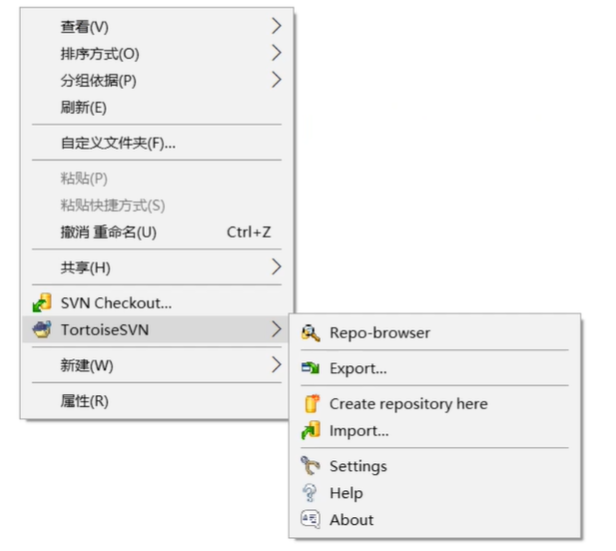 查看(V)
排序方式(O)
分组依据(P)
刷新(E)
自定义文件夹(F)...
粘贴(P)
粘贴快捷方式(S)
撤消 重命名(U) Ctrl+Z
共享(H)
SVN Checkout...
TortoiseSVN
新建(W)
属性(R)
Repo-browser
Export...
Create repository here
Import...
Settings
Help
About